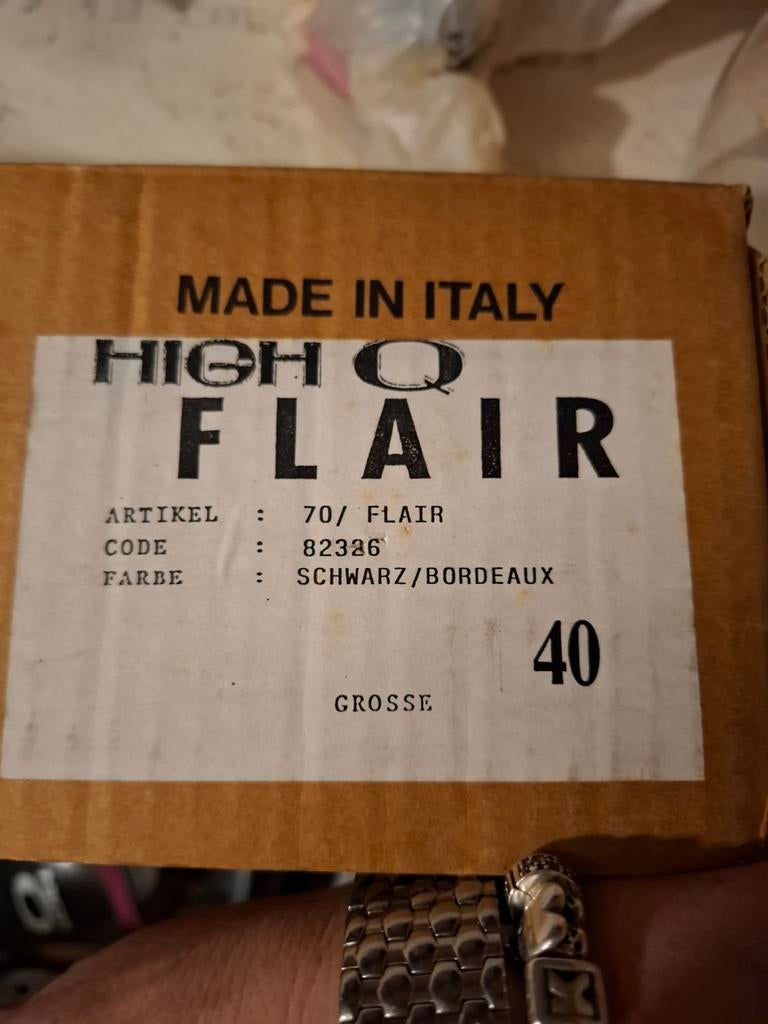 MADE IN ITALY
HIGH Q
FLAIR
ARTIKEL : 70/ FLAIR
CODE : 82326
FARBE : SCHWARZ/BORDEAUX
40
GROSSE